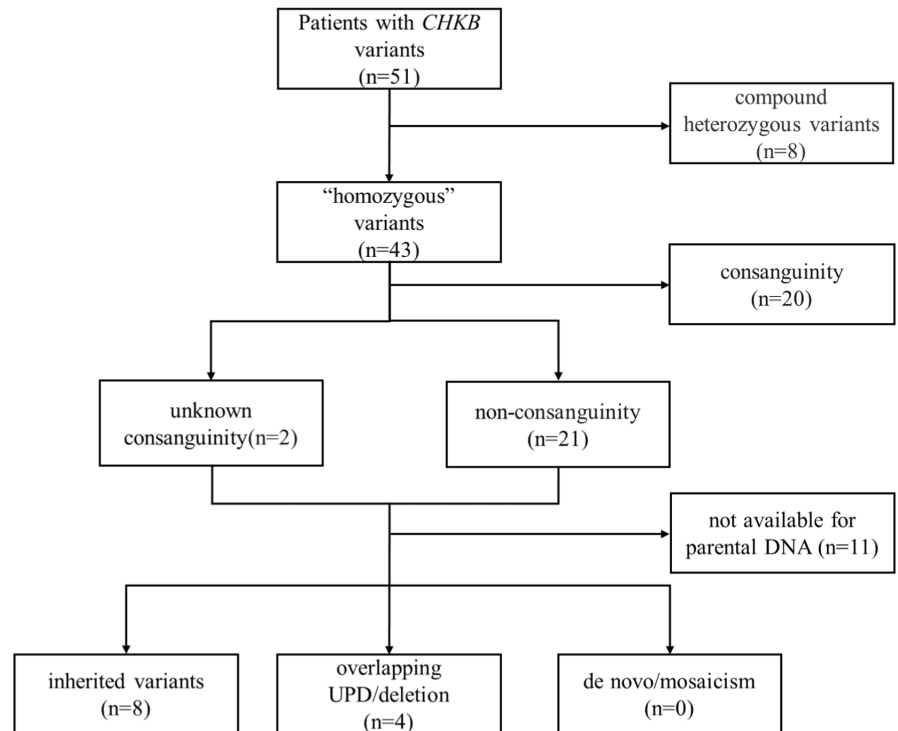 Patients with CHKB
variants
(n=51)
compound
heterozygous variants
(n=8)
“homozygous”
variants
(n=43)
consanguinity
(n=20)
unknown
consanguinity(n=2)
non-consanguinity
(n=21)
not available for
parental DNA (n=11)
inherited variants
(n=8)
overlapping
UPD/deletion
(n=4)
de novo/mosaicism
(n=0)